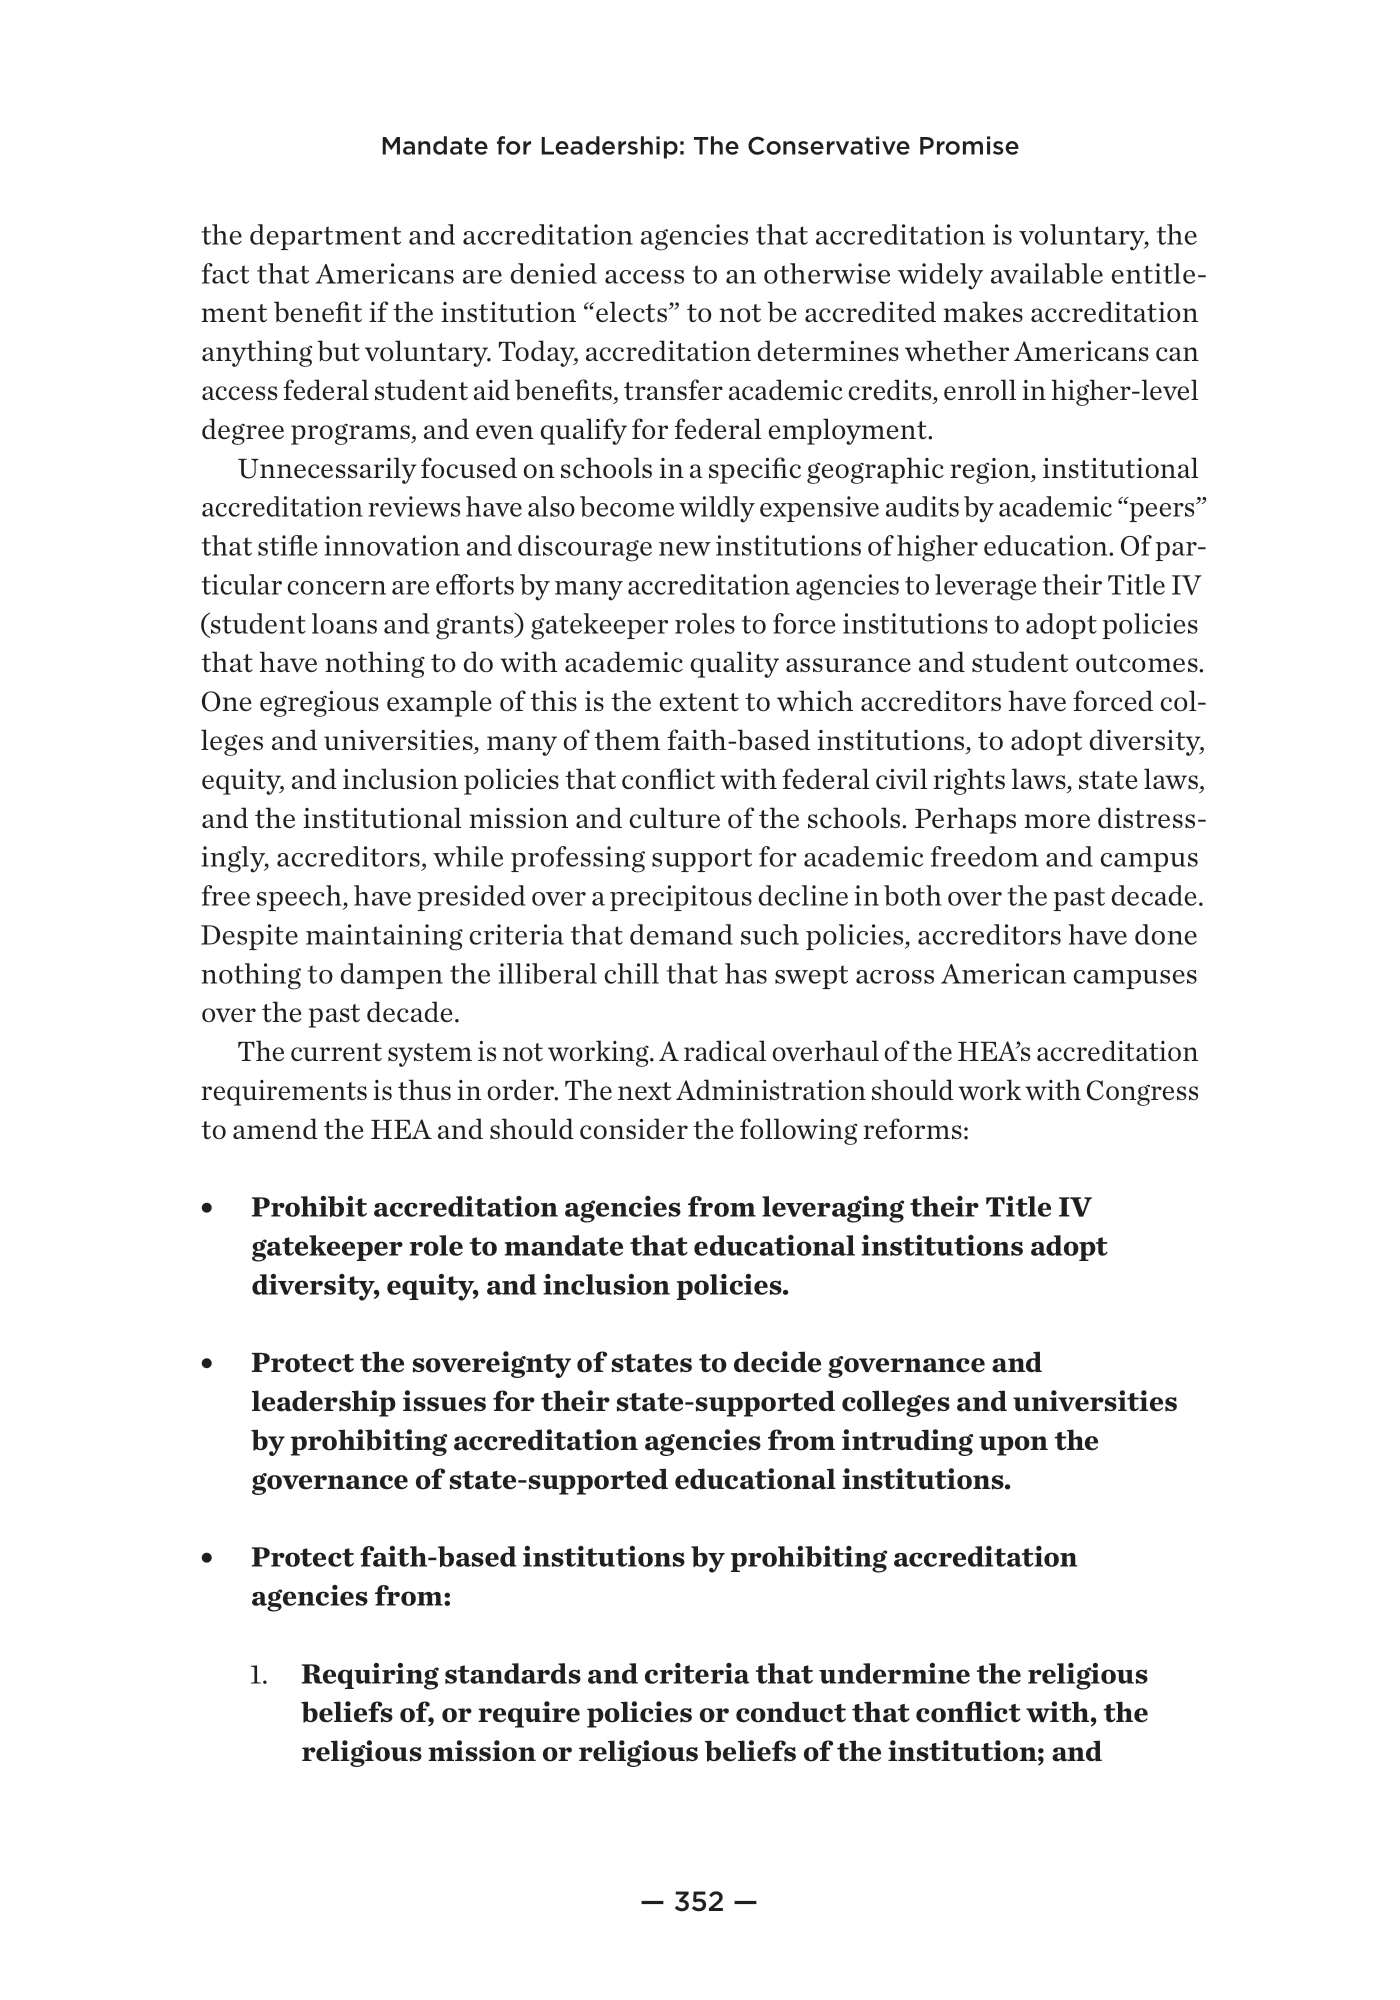 Mandate for Leadership: The Conservative Promise
the department and accreditation agencies that accreditation is voluntary, the
fact that Americans are denied access to an otherwise widely available entitle-
ment benefit if the institution “elects” to not be accredited makes accreditation
anything but voluntary. Today, accreditation determines whether Americans can
access federal student aid benefits, transfer academic credits, enroll in higher-level
degree programs, and even qualify for federal employment.
Unnecessarily focused on schools in a specific geographic region, institutional
accreditation reviews have also become wildly expensive audits by academic “peers”
that stifle innovation and discourage new institutions of higher education. Of par-
ticular concern are efforts by many accreditation agencies to leverage their Title IV
(student loans and grants) gatekeeper roles to force institutions to adopt policies
that have nothing to do with academic quality assurance and student outcomes.
One egregious example of this is the extent to which accreditors have forced col-
leges and universities, many of them faith-based institutions, to adopt diversity,
equity, and inclusion policies that conflict with federal civil rights laws, state laws,
and the institutional mission and culture of the schools. Perhaps more distress-
ingly, accreditors, while professing support for academic freedom and campus
free speech, have presided over a precipitous decline in both over the past decade.
Despite maintaining criteria that demand such policies, accreditors have done
nothing to dampen the illiberal chill that has swept across American campuses
over the past decade.
The current system is not working. A radical overhaul of the HEA’s accreditation
requirements is thus in order. The next Administration should work with Congress
to amend the HEA and should consider the following reforms:
• Prohibit accreditation agencies from leveraging their Title IV
gatekeeper role to mandate that educational institutions adopt
diversity, equity, and inclusion policies.
• Protect the sovereignty of states to decide governance and
leadership issues for their state-supported colleges and universities
by prohibiting accreditation agencies from intruding upon the
governance of state-supported educational institutions.
• Protect faith-based institutions by prohibiting accreditation
agencies from:
1. Requiring standards and criteria that undermine the religious
beliefs of, or require policies or conduct that conflict with, the
religious mission or religious beliefs of the institution; and
— 352 —